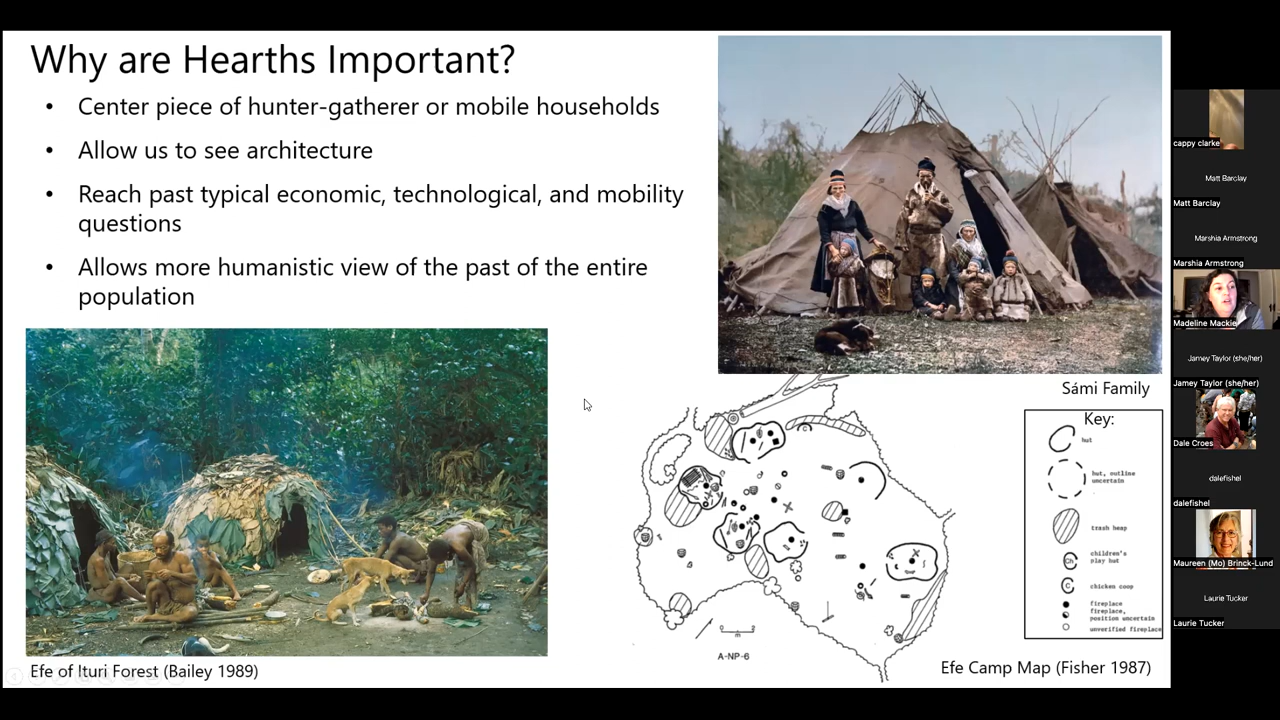 Why are Hearths Important?
• Center piece of hunter-gatherer or mobile households
• Allow us to see architecture
• Reach past typical economic, technological, and mobility
questions
• Allows more humanistic view of the past of the entire
population
Sámi Family
Efe of Ituri Forest (Bailey 1989)
0 2
m
A-NP-6
Key:
hut
hut, outline
uncertain
trash heap
Ch
children's
play hut
C
chicken coop
fireplace
fireplace,
position uncertain
unverified fireplace
Efe Camp Map (Fisher 1987)
cappy clarke
Matt Barclay
Matt Barclay
Marshia Armstrong
Marshia Armstrong
Madeline Mackie
Jamey Taylor (she/her)
Jamey Taylor (she/her)
Dale Croes
dalefishel
dalefishel
Maureen (Mo) Brinck-Lund
Laurie Tucker
Laurie Tucker